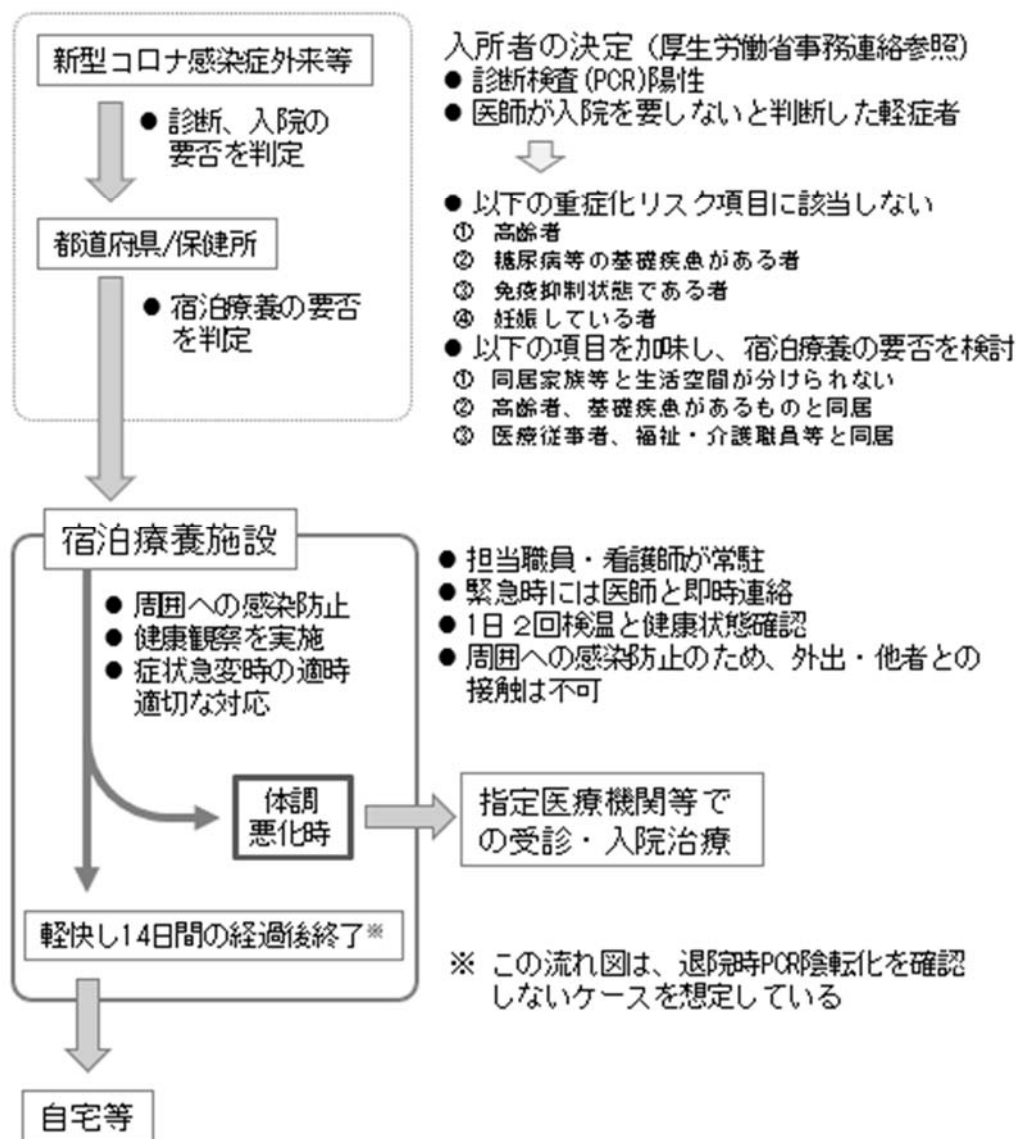 新型コロナ感染症外来等
● 診断、入院の
要否を判定
都道府県/保健所
● 宿泊療養の要否
を判定
入所者の決定 (厚生労働省事務連絡参照)
● 診断検査(PCR)陽性
● 医師が入院を要しないと判断した軽症者
● 以下の重症化リスク項目に該当しない
① 高齢者
② 糖尿病等の基礎疾患がある者
③ 免疫抑制状態である者
④ 妊娠している者
● 以下の項目を加味し、宿泊療養の要否を検討
① 同居家族等と生活空間が分けられない
② 高齢者、基礎疾患があるものと同居
③ 医療従事者、福祉・介護職員等と同居
宿泊療養施設
● 周囲への感染防止
● 健康観察を実施
● 症状急変時の適時
適切な対応
● 担当職員・看護師が常駐
● 緊急時には医師と即時連絡
● 1日2回検温と健康状態確認
● 周囲への感染防止のため、外出・他者との
接触は不可
体調
悪化時
指定医療機関等で
の受診・入院治療
軽快し14日間の経過後終了※
※ この流れ図は、退院時PCR陰転化を確認
しないケースを想定している
自宅等